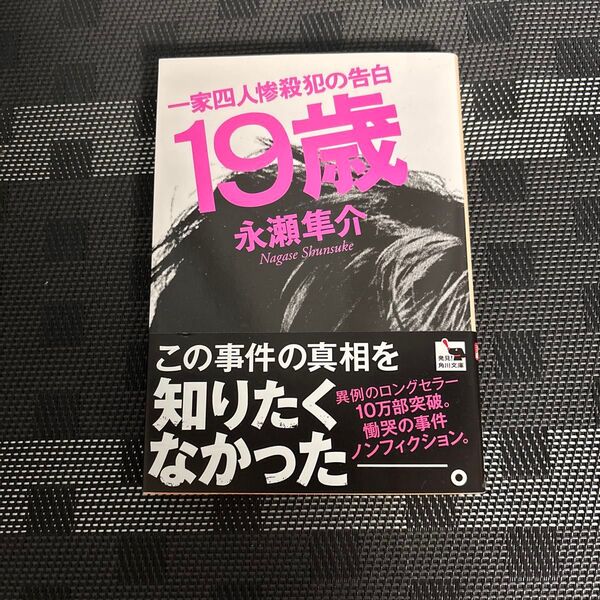 一家四人惨殺犯の告白
19歳
永瀬隼介
Nagase Shunsuke
この事件の真相を
知りたく
なかった――。
発見!
角川文庫
異例のロングセラー
10万部突破。
慟哭の事件
ノンフィクション。